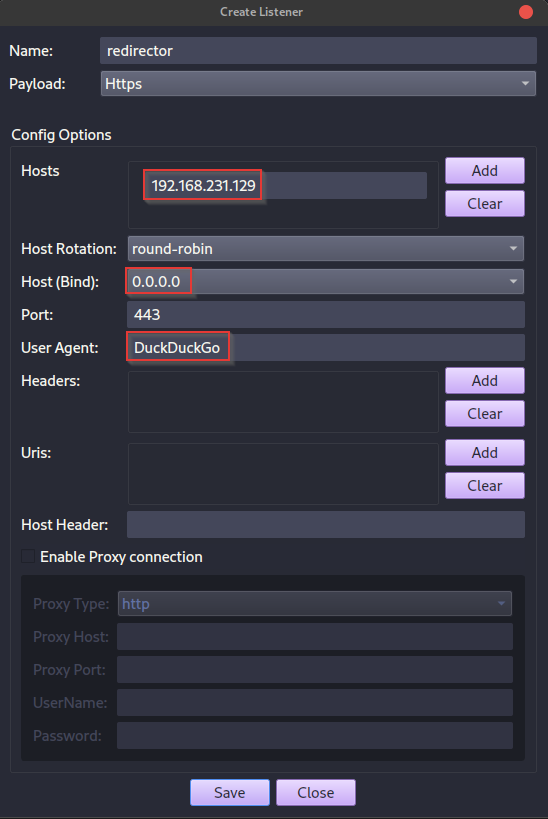 Create Listener
Name: redirector
Payload: Https
Config Options
Hosts 192.168.231.129 Add
Clear
Host Rotation: round-robin
Host (Bind): 0.0.0.0
Port: 443
User Agent: DuckDuckGo
Headers: Add
Clear
Uris: Add
Clear
Host Header:
Enable Proxy connection
Proxy Type: http
Proxy Host:
Proxy Port:
UserName:
Password:
Save Close